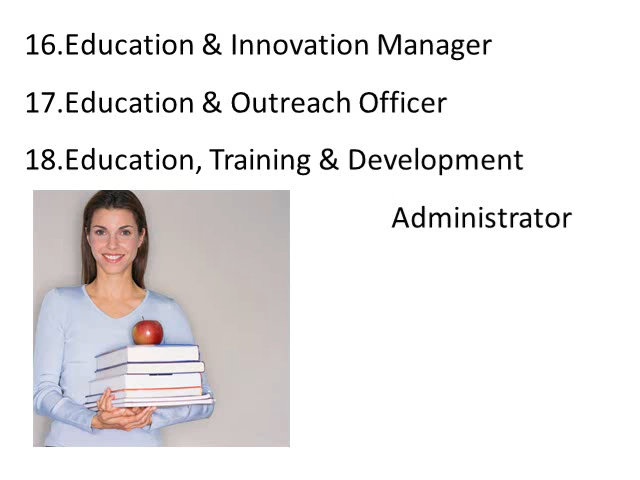 16.Education & Innovation Manager
17.Education & Outreach Officer
18.Education, Training & Development
Administrator